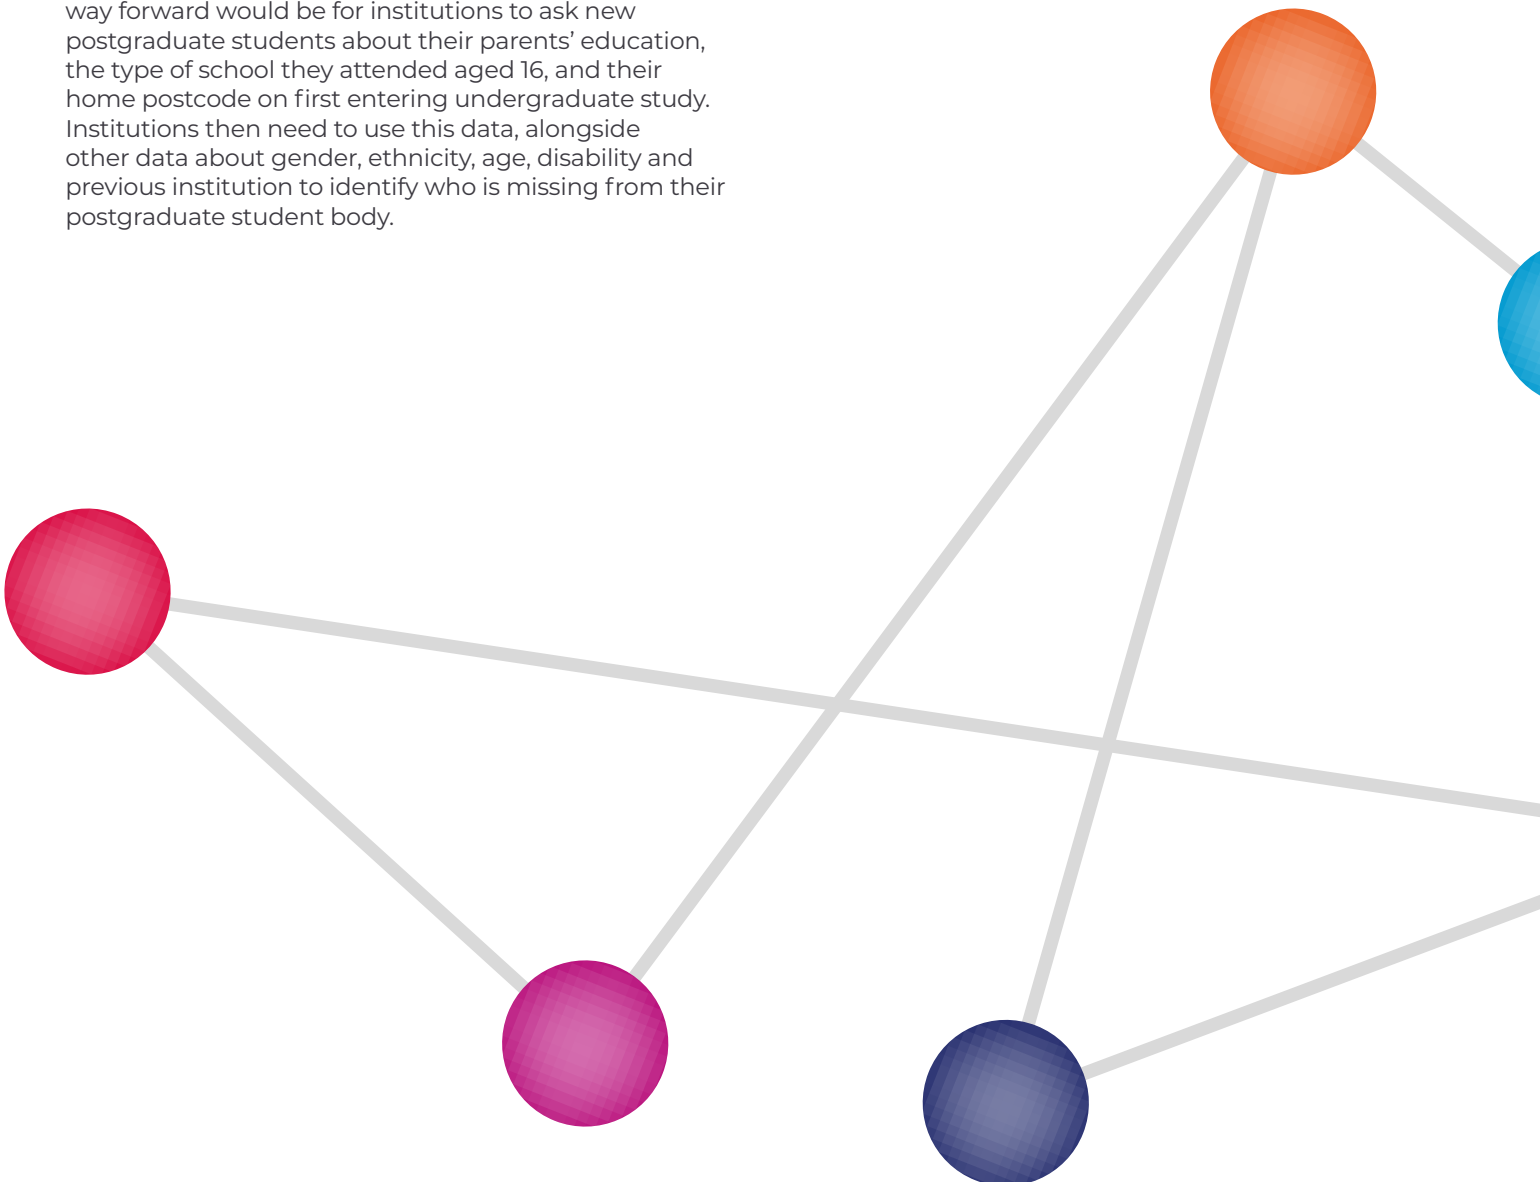 way forward would be for institutions to ask new
postgraduate students about their parents’ education,
the type of school they attended aged 16, and their
home postcode on first entering undergraduate study.
Institutions then need to use this data, alongside
other data about gender, ethnicity, age, disability and
previous institution to identify who is missing from their
postgraduate student body.